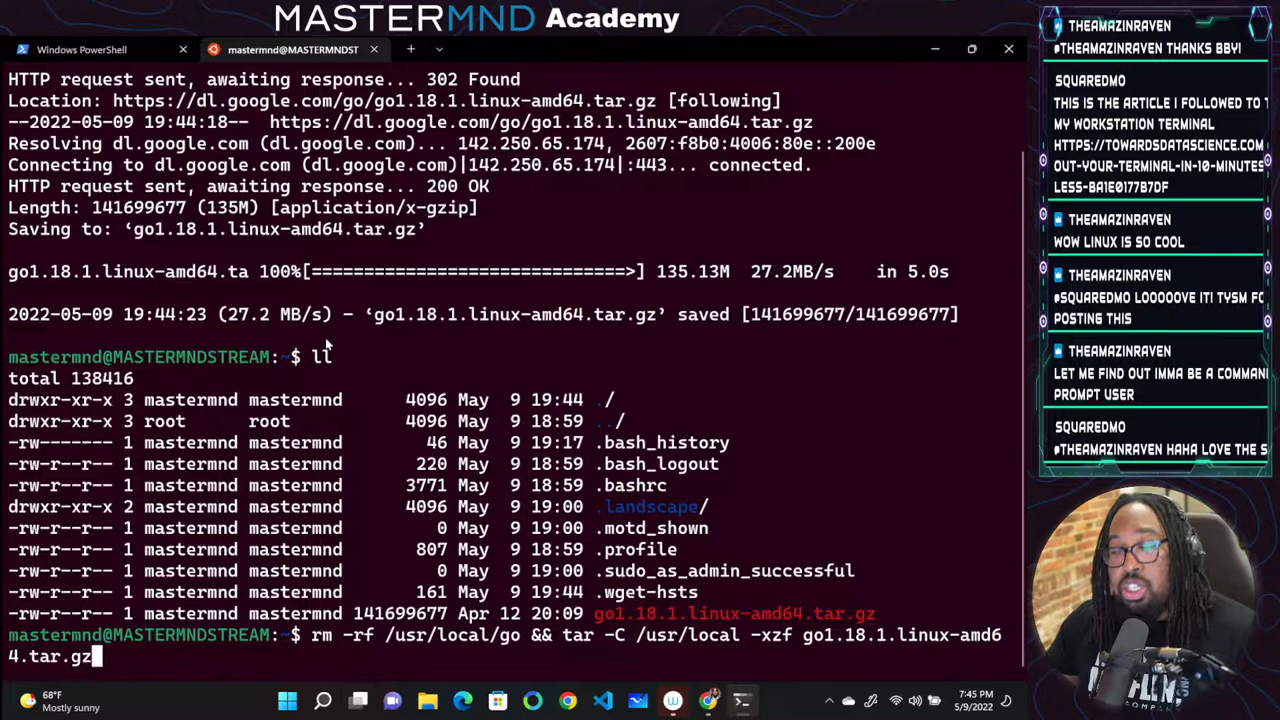 MASTERMND Academy
Windows PowerShell
mastermnd@MASTERMNDST
HTTP request sent, awaiting response... 302 Found
Location: https://dl.google.com/go/go1.18.1.linux-amd64.tar.gz [following]
--2022-05-09 19:44:18--  https://dl.google.com/go/go1.18.1.linux-amd64.tar.gz
Resolving dl.google.com (dl.google.com)... 142.250.65.174, 2607:f8b0:4006:80e::200e
Connecting to dl.google.com (dl.google.com)|142.250.65.174|:443... connected.
HTTP request sent, awaiting response... 200 OK
Length: 141699677 (135M) [application/x-gzip]
Saving to: ‘go1.18.1.linux-amd64.tar.gz’
go1.18.1.linux-amd64.ta 100%[=============================>] 135.13M  27.2MB/s    in 5.0s
2022-05-09 19:44:23 (27.2 MB/s) - ‘go1.18.1.linux-amd64.tar.gz’ saved [141699677/141699677]
mastermnd@MASTERMNDSTREAM:~$ ll
total 138416
drwxr-xr-x 3 mastermnd mastermnd      4096 May  9 19:44 ./
drwxr-xr-x 3 root      root           4096 May  9 18:59 ../
-rw------- 1 mastermnd mastermnd        46 May  9 19:17 .bash_history
-rw-r--r-- 1 mastermnd mastermnd       220 May  9 18:59 .bash_logout
-rw-r--r-- 1 mastermnd mastermnd      3771 May  9 18:59 .bashrc
drwxr-xr-x 2 mastermnd mastermnd      4096 May  9 19:00 .landscape/
-rw-r--r-- 1 mastermnd mastermnd         0 May  9 19:00 .motd_shown
-rw-r--r-- 1 mastermnd mastermnd       807 May  9 18:59 .profile
-rw-r--r-- 1 mastermnd mastermnd         0 May  9 19:00 .sudo_as_admin_successful
-rw-r--r-- 1 mastermnd mastermnd       161 May  9 19:44 .wget-hsts
-rw-r--r-- 1 mastermnd mastermnd 141699677 Apr 12 20:09 go1.18.1.linux-amd64.tar.gz
mastermnd@MASTERMNDSTREAM:~$ rm -rf /usr/local/go && tar -C /usr/local -xzf go1.18.1.linux-amd6
4.tar.gz
THEAMAZINRAVEN
@THEAMAZINRAVEN THANKS BBY!
SQUAREDMO
THIS IS THE ARTICLE I FOLLOWED TO T
MY WORKSTATION TERMINAL
HTTPS://TOWARDSDATASCIENCE.COM
OUT-YOUR-TERMINAL-IN-10-MINUTES
LESS-BA1E0177B7DF
THEAMAZINRAVEN
WOW LINUX IS SO COOL
THEAMAZINRAVEN
@SQUAREDMO LOOOOOVE IT! TYSM FO
POSTING THIS
THEAMAZINRAVEN
LET ME FIND OUT IMMA BE A COMMAN
PROMPT USER
SQUAREDMO
@THEAMAZINRAVEN HAHA LOVE THE S
68°F
Mostly sunny
7:45 PM
5/9/2022
COMPANY